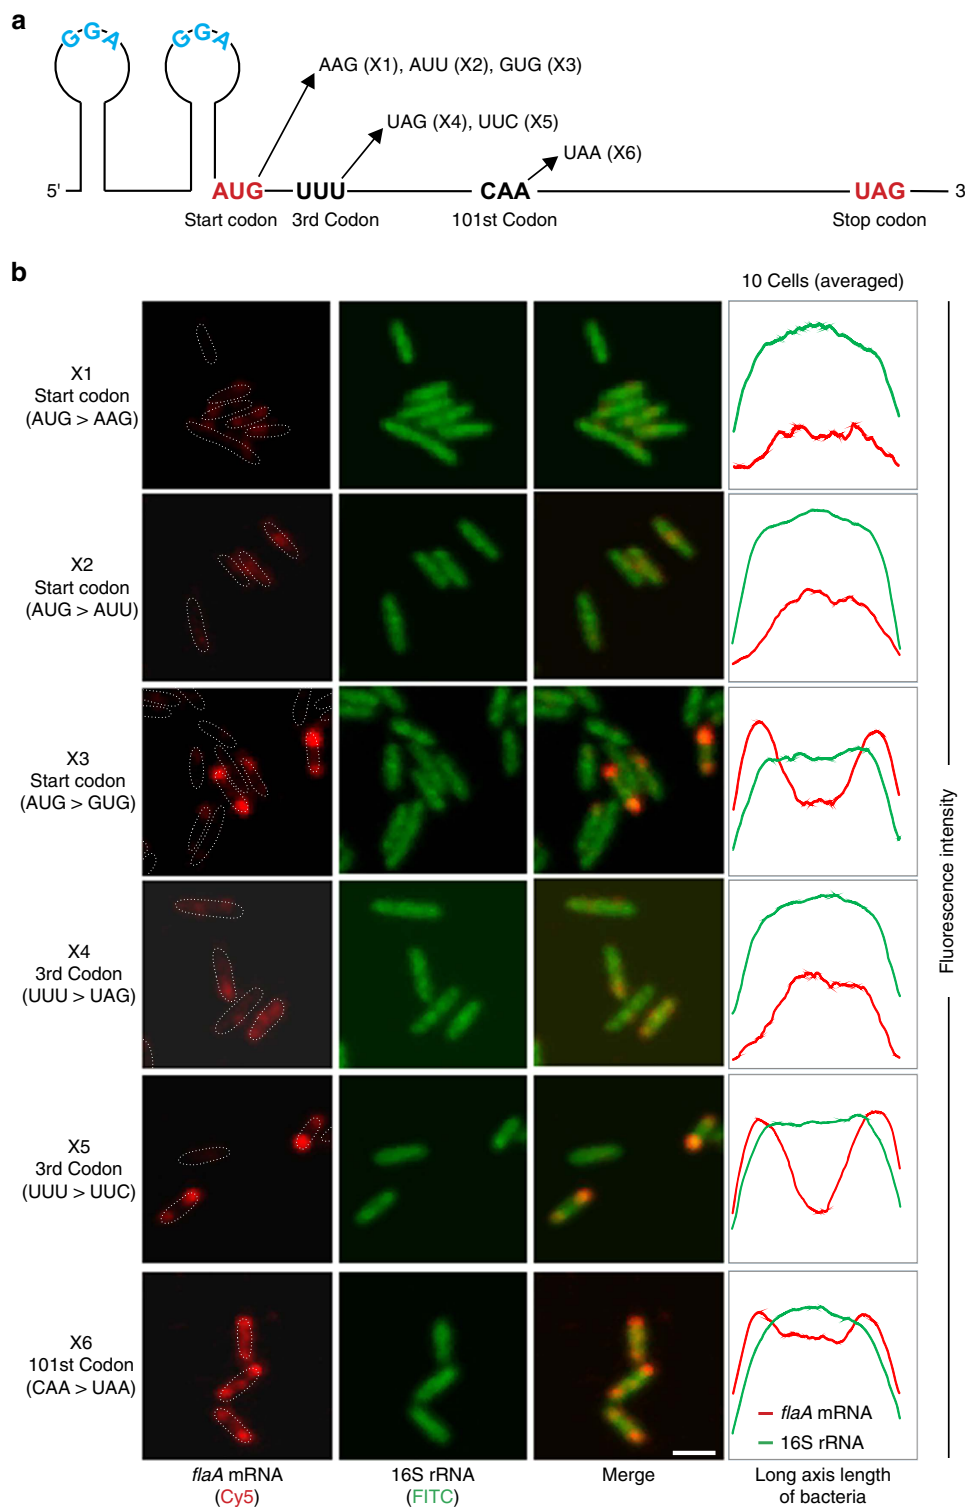 a
GGA GGA
AAG (X1), AUU (X2), GUG (X3)
UAG (X4), UUC (X5)
UAA (X6)
5' AUG UUU CAA UAG 3
Start codon 3rd Codon 101st Codon Stop codon
b
10 Cells (averaged)
X1
Start codon
(AUG > AAG)
X2
Start codon
(AUG > AUU)
X3
Start codon
(AUG > GUG)
X4
3rd Codon
(UUU > UAG)
X5
3rd Codon
(UUU > UUC)
X6
101st Codon
(CAA > UAA)
Fluorescence intensity
flaA mRNA
16S rRNA
flaA mRNA
(Cy5)
16S rRNA
(FITC)
Merge
Long axis length
of bacteria